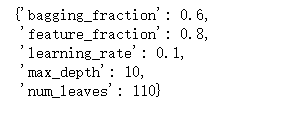 {'bagging_fraction': 0.6,
 'feature_fraction': 0.8,
 'learning_rate': 0.1,
 'max_depth': 10,
 'num_leaves': 110}